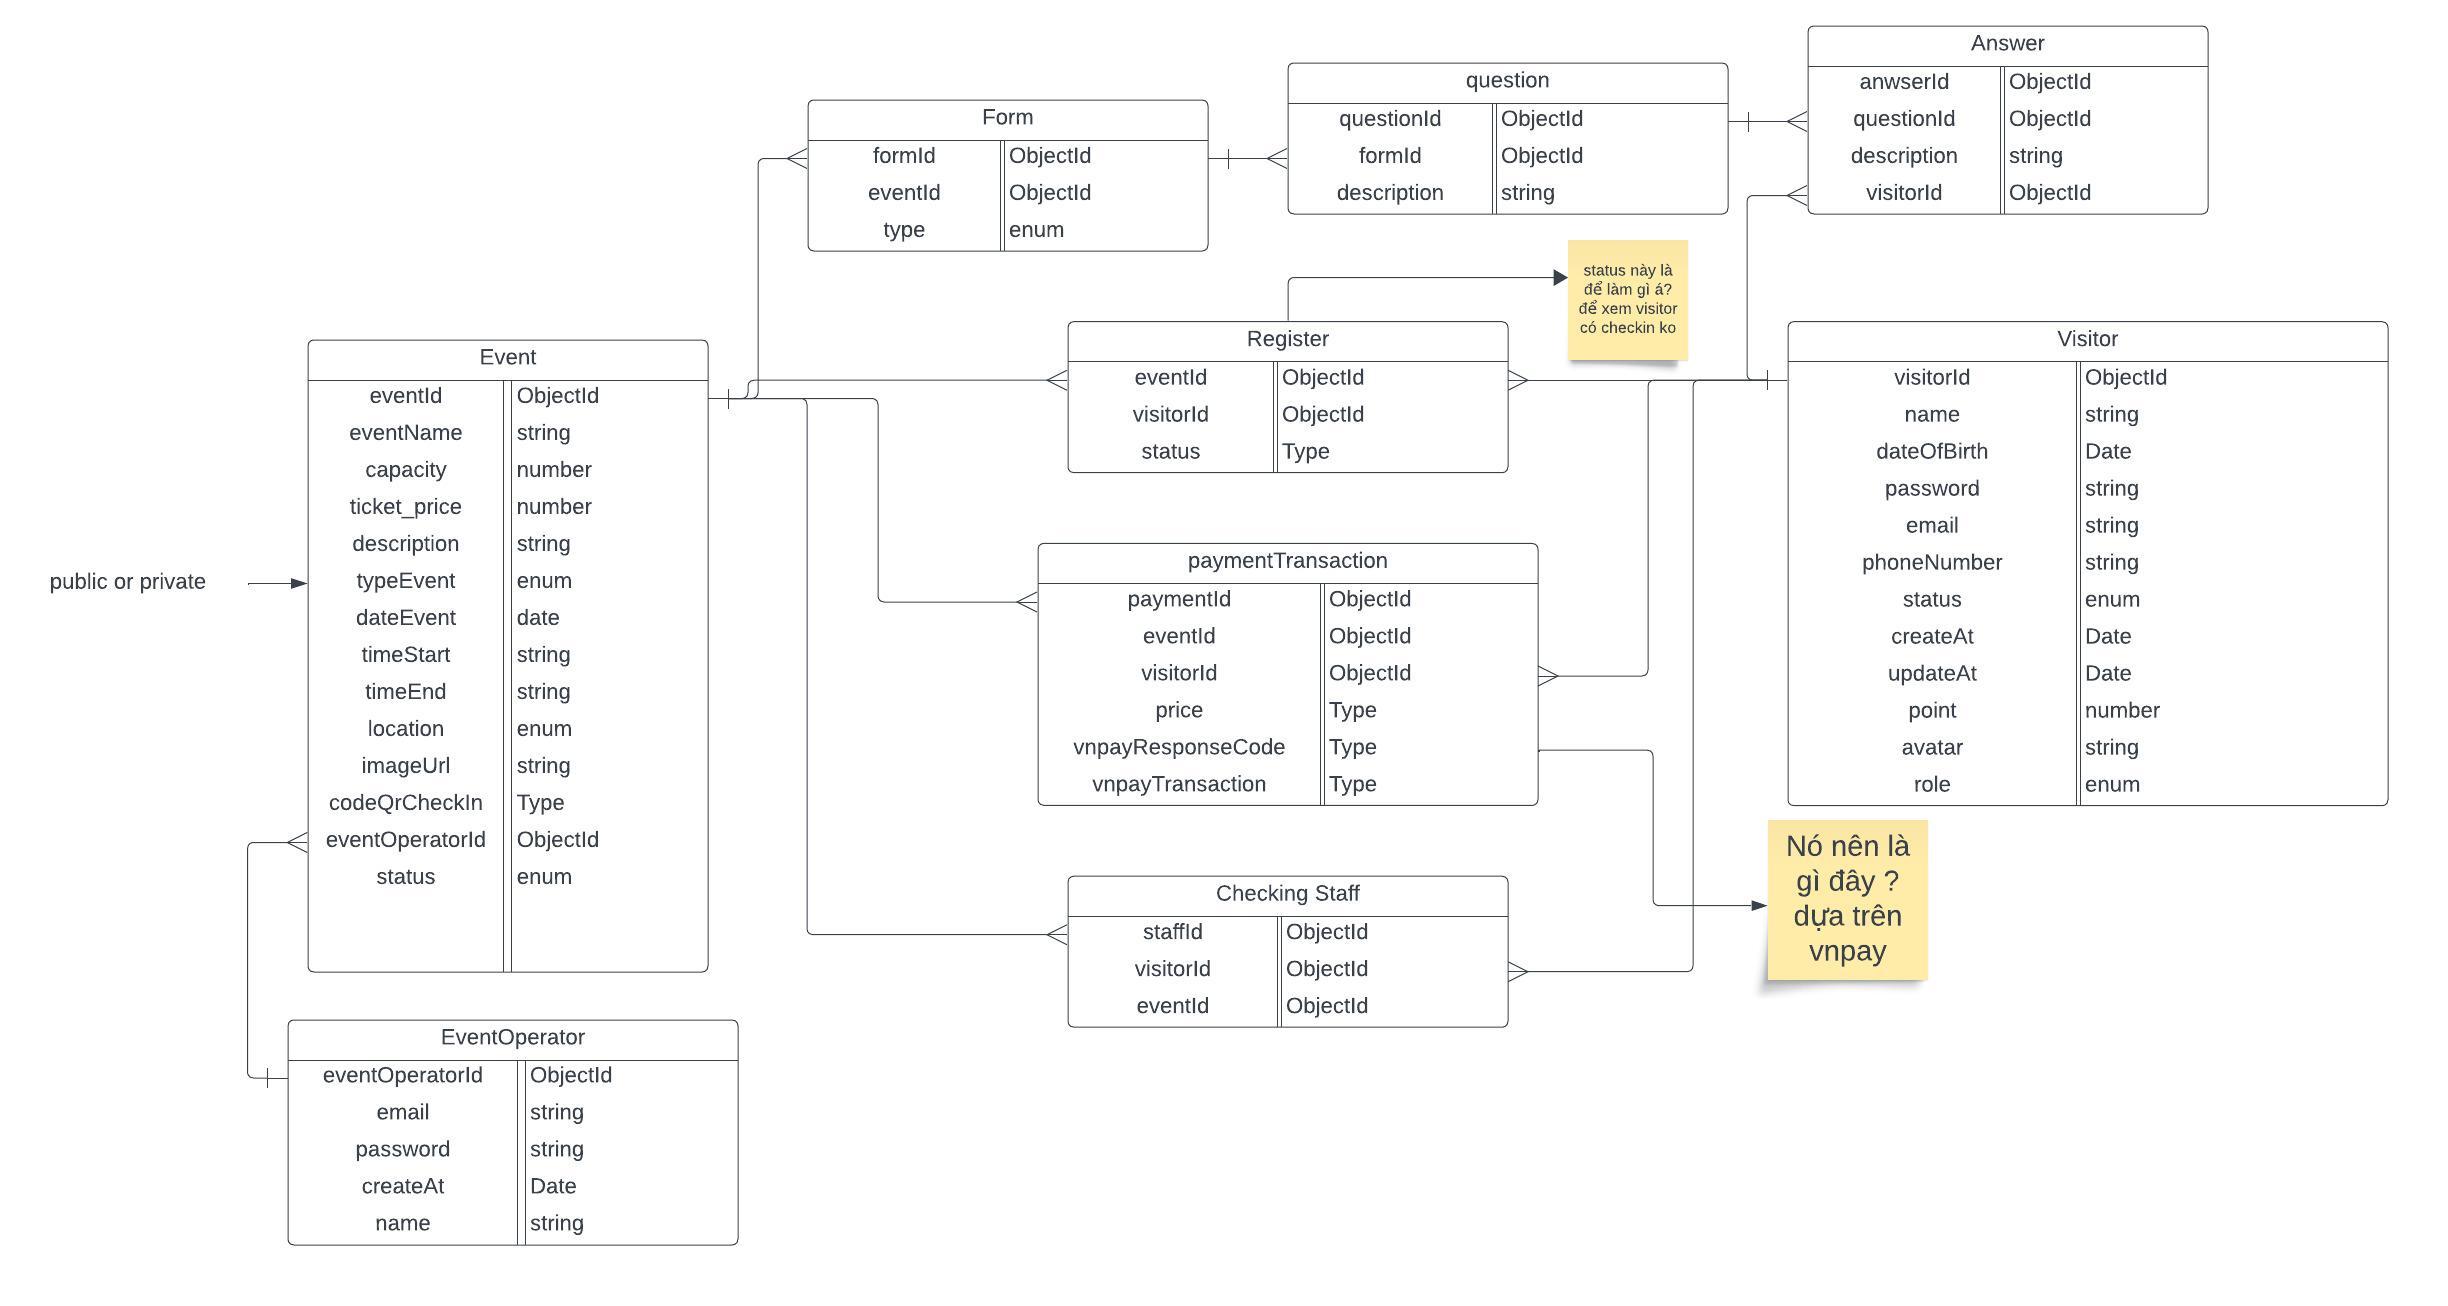 Answer
anwserId ObjectId
questionId ObjectId
description string
visitorId ObjectId
question
questionId ObjectId
formId ObjectId
description string
Form
formId ObjectId
eventId ObjectId
type enum
status này là
để làm gì á?
để xem visitor
có checkin ko
Register
eventId ObjectId
visitorId ObjectId
status Type
Visitor
visitorId ObjectId
name string
dateOfBirth Date
password string
email string
phoneNumber string
status enum
createAt Date
updateAt Date
point number
avatar string
role enum
Event
eventId ObjectId
eventName string
capacity number
ticket_price number
description string
typeEvent enum
dateEvent date
timeStart string
timeEnd string
location enum
imageUrl string
codeQrCheckIn Type
eventOperatorId ObjectId
status enum
public or private
paymentTransaction
paymentId ObjectId
eventId ObjectId
visitorId ObjectId
price Type
vnpayResponseCode Type
vnpayTransaction Type
Nó nên là
gì đây ?
dựa trên
vnpay
Checking Staff
staffId ObjectId
visitorId ObjectId
eventId ObjectId
EventOperator
eventOperatorId ObjectId
email string
password string
createAt Date
name string